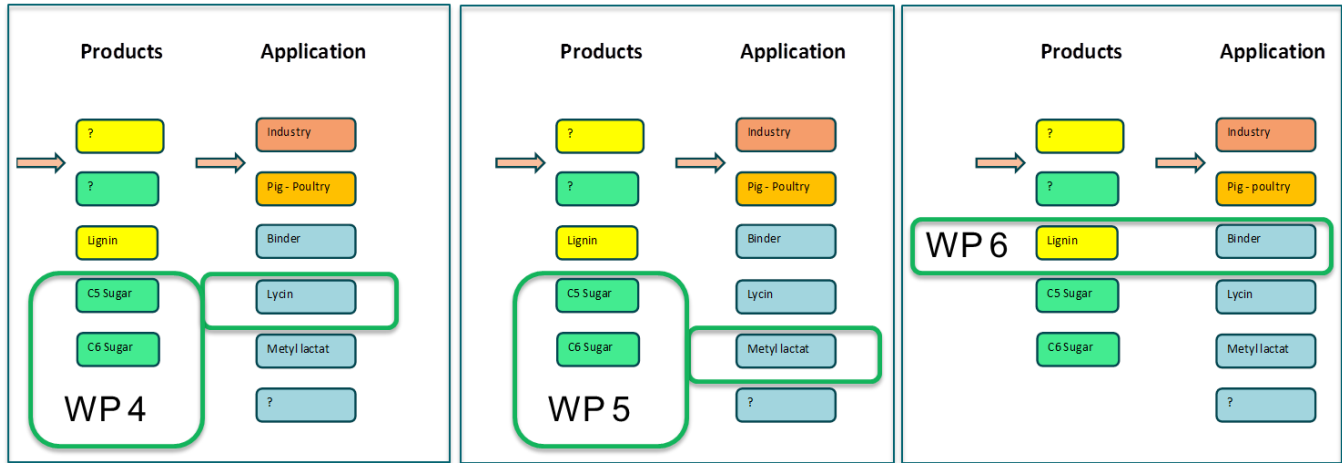 Products Application
?
Industry
?
Pig - Poultry
Lignin
Binder
C5 Sugar
Lycin
C6 Sugar
Metyl lactat
WP 4
?
Products Application
?
Industry
?
Pig - Poultry
Lignin
Binder
C5 Sugar
Lycin
C6 Sugar
Metyl lactat
WP 5
?
Products Application
?
Industry
?
Pig - poultry
WP 6
Lignin
Binder
C5 Sugar
Lycin
C6 Sugar
Metyl lactat
?